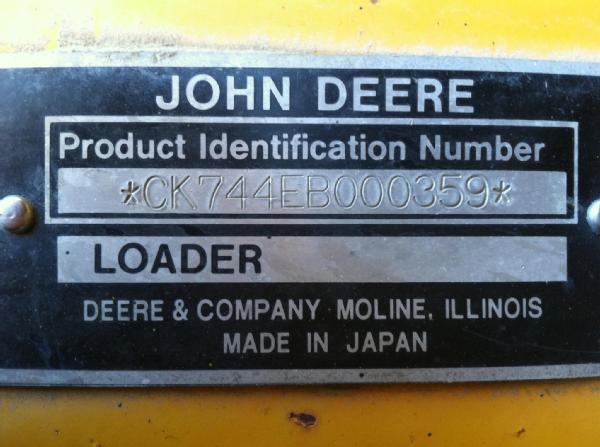 JOHN DEERE
Product Identification Number
*CK744EB000359*
LOADER
DEERE & COMPANY MOLINE, ILLINOIS
MADE IN JAPAN